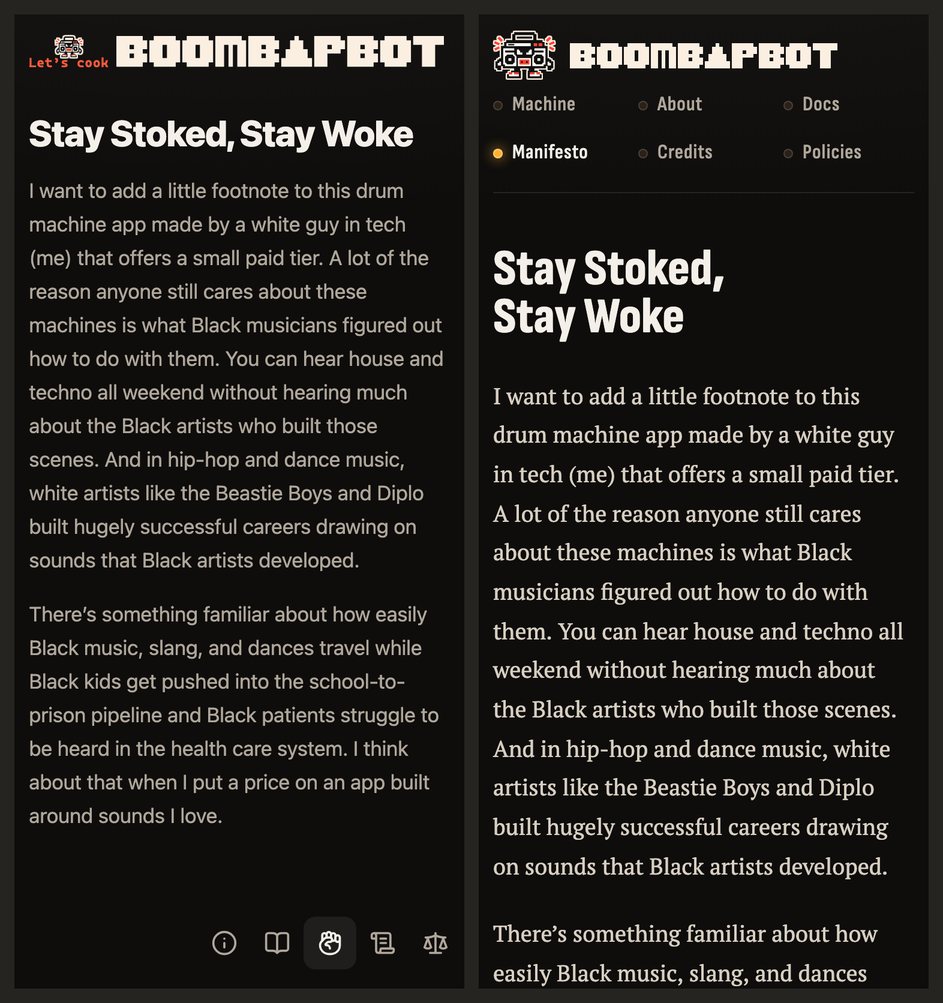 Let's cook
BOOMBAPBOT
Stay Stoked, Stay Woke
I want to add a little footnote to this drum
machine app made by a white guy in tech
(me) that offers a small paid tier. A lot of the
reason anyone still cares about these
machines is what Black musicians figured out
how to do with them. You can hear house and
techno all weekend without hearing much
about the Black artists who built those
scenes. And in hip-hop and dance music,
white artists like the Beastie Boys and Diplo
built hugely successful careers drawing on
sounds that Black artists developed.
There’s something familiar about how easily
Black music, slang, and dances travel while
Black kids get pushed into the school-to-
prison pipeline and Black patients struggle to
be heard in the health care system. I think
about that when I put a price on an app built
around sounds I love.
BOOMBAPBOT
Machine
About
Docs
Manifesto
Credits
Policies
Stay Stoked,
Stay Woke
I want to add a little footnote to this
drum machine app made by a white guy
in tech (me) that offers a small paid tier.
A lot of the reason anyone still cares
about these machines is what Black
musicians figured out how to do with
them. You can hear house and techno all
weekend without hearing much about
the Black artists who built those scenes.
And in hip-hop and dance music, white
artists like the Beastie Boys and Diplo
built hugely successful careers drawing
on sounds that Black artists developed.
There’s something familiar about how
easily Black music, slang, and dances